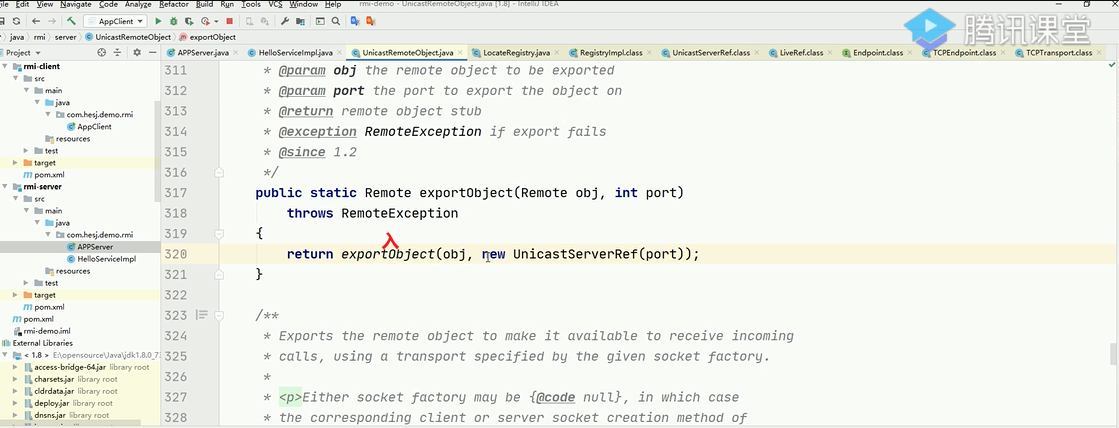 File Edit View Navigate Code Analyze Refactor Build Run Tools VCS Window Help rmi-demo - UnicastRemoteObject.java [1.8] - IntelliJ IDEA
AppClient
java rmi server UnicastRemoteObject exportObject
腾讯课堂
Project
APPServer.java HelloServiceImpl.java UnicastRemoteObject.java LocateRegistry.java RegistryImpl.class UnicastServerRef.class LiveRef.class Endpoint.class TCPEndpoint.class TCPTransport.class
rmi-client
src
main
java
com.hesj.demo.rmi
AppClient
resources
test
target
pom.xml
rmi-server
src
main
java
com.hesj.demo.rmi
APPServer
HelloServiceImpl
resources
test
target
pom.xml
pom.xml
rmi-demo.iml
External Libraries
< 1.8 > E:\opensource\Java\jdk1.8.0_7
access-bridge-64.jar library root
charsets.jar library root
cldrdata.jar library root
deploy.jar library root
dnsns.jar library root
311 * @param obj the remote object to be exported
312 * @param port the port to export the object on
313 * @return remote object stub
314 * @exception RemoteException if export fails
315 * @since 1.2
316 */
317 public static Remote exportObject(Remote obj, int port)
318 throws RemoteException
319 {
入
320 return exportObject(obj, new UnicastServerRef(port));
321 }
322
323 /**
324 * Exports the remote object to make it available to receive incoming
325 * calls, using a transport specified by the given socket factory.
326 *
327 * <p>Either socket factory may be {@code null}, in which case
328 * the corresponding client or server socket creation method of